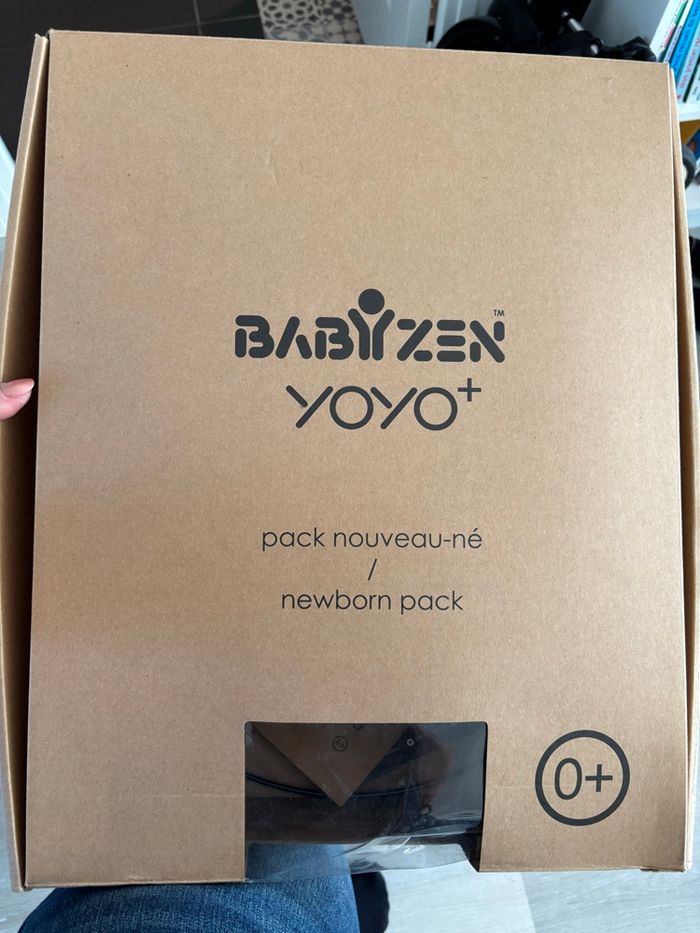 BABYZEN™
YOYO+
pack nouveau-né
/
newborn pack
0+